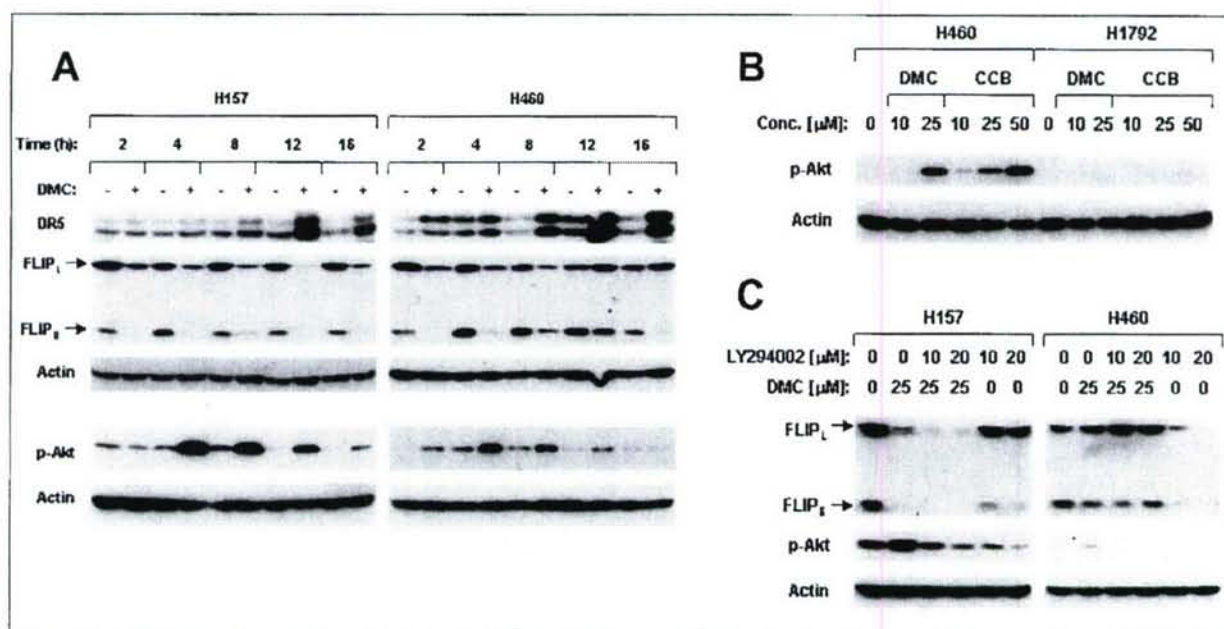 A
H157 H460
Time (h): 2 4 8 12 16 2 4 8 12 16
DMC: - + - + - + - + - + - + - + - + - + - +
DR5
FLIPL
FLIPS
Actin
p-Akt
Actin
B
H460 H1792
DMC CCB DMC CCB
Conc. [µM]: 0 10 25 10 25 50 0 10 25 10 25 50
p-Akt
Actin
C
H157 H460
LY294002 [µM]: 0 0 10 20 10 20 0 0 10 20 10 20
DMC [µM]: 0 25 25 25 0 0 0 25 25 25 0 0
FLIPL
FLIPS
p-Akt
Actin